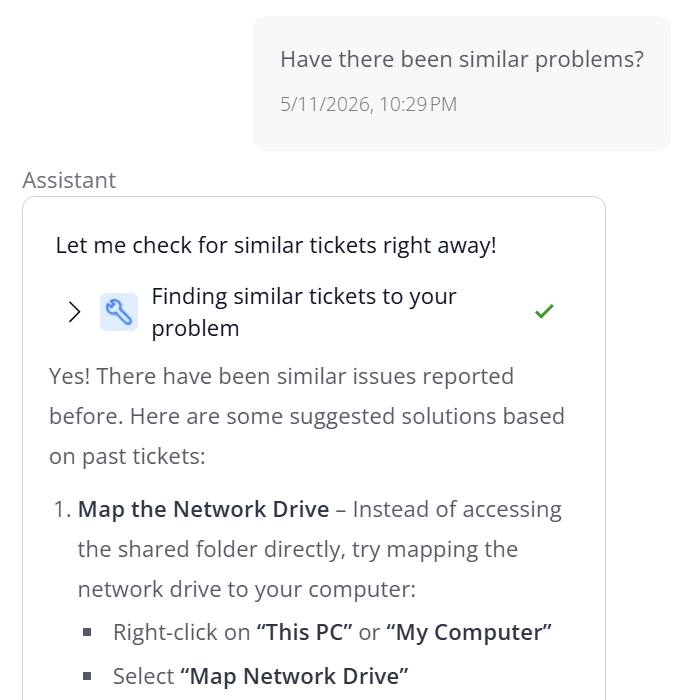 Have there been similar problems?
5/11/2026, 10:29 PM
Assistant
Let me check for similar tickets right away!
Finding similar tickets to your
problem
Yes! There have been similar issues reported
before. Here are some suggested solutions based
on past tickets:
1. Map the Network Drive – Instead of accessing
the shared folder directly, try mapping the
network drive to your computer:
▪ Right-click on “This PC” or “My Computer”
▪ Select “Map Network Drive”